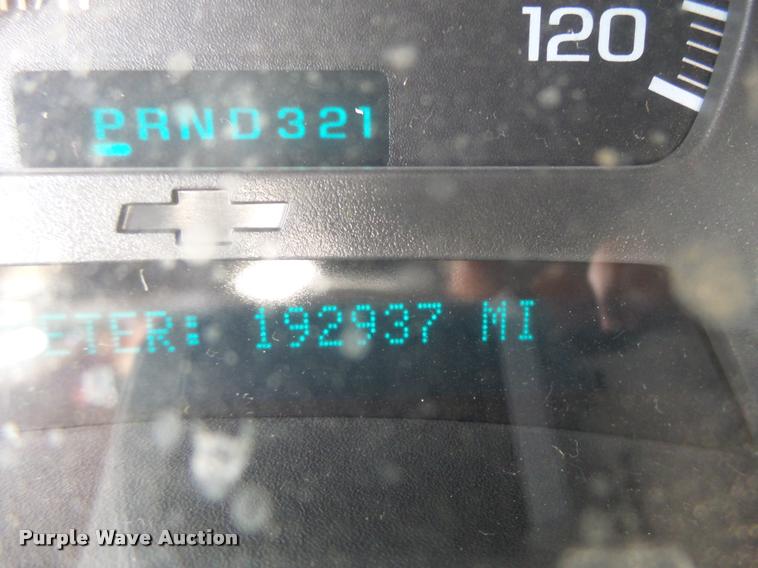 120
PRND321
ETER: 192937 MI
Purple Wave Auction